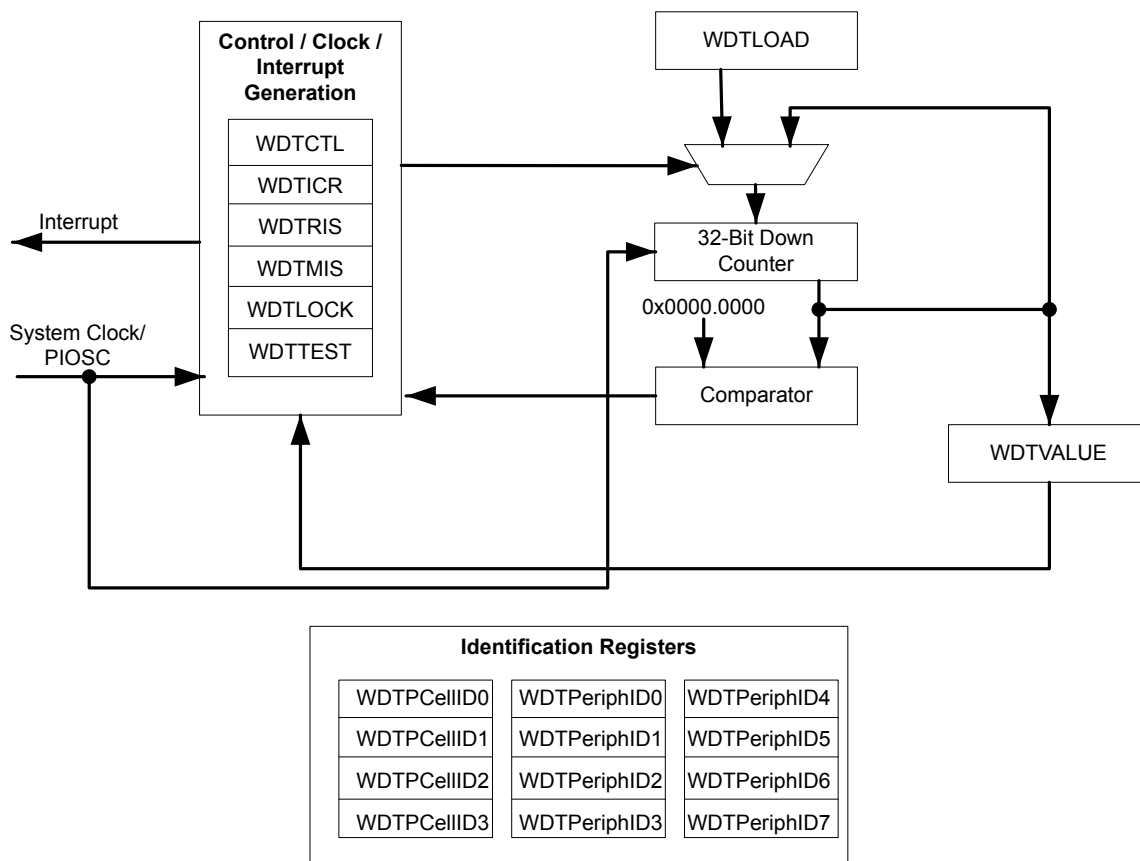 Control / Clock /
Interrupt
Generation
WDTCTL
WDTICR
WDTRIS
WDTMIS
WDTLOCK
WDTTEST
Interrupt
System Clock/
PIOSC
WDTLOAD
32-Bit Down
Counter
0x0000.0000
Comparator
WDTVALUE
Identification Registers
WDTPCellID0
WDTPeriphID0
WDTPeriphID4
WDTPCellID1
WDTPeriphID1
WDTPeriphID5
WDTPCellID2
WDTPeriphID2
WDTPeriphID6
WDTPCellID3
WDTPeriphID3
WDTPeriphID7